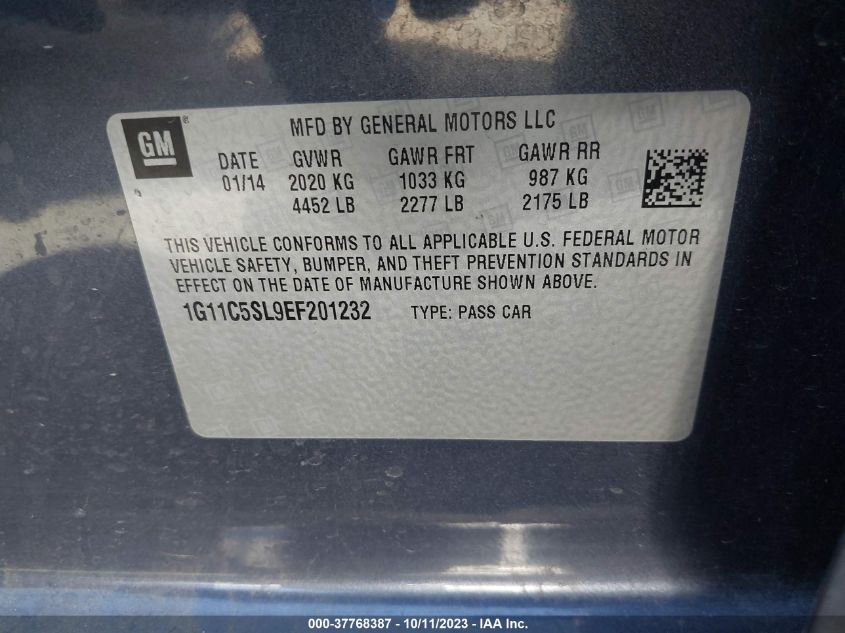 GM ®
MFD BY GENERAL MOTORS LLC
DATE GVWR GAWR FRT GAWR RR
01/14 2020 KG 1033 KG 987 KG
4452 LB 2277 LB 2175 LB
THIS VEHICLE CONFORMS TO ALL APPLICABLE U.S. FEDERAL MOTOR
VEHICLE SAFETY, BUMPER, AND THEFT PREVENTION STANDARDS IN
EFFECT ON THE DATE OF MANUFACTURE SHOWN ABOVE.
1G11C5SL9EF201232 TYPE: PASS CAR
000-37768387 - 10/11/2023 - IAA Inc.